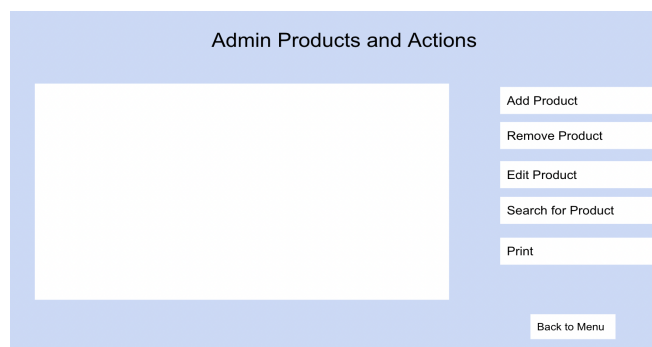 Admin Products and Actions
Add Product
Remove Product
Edit Product
Search for Product
Print
Back to Menu